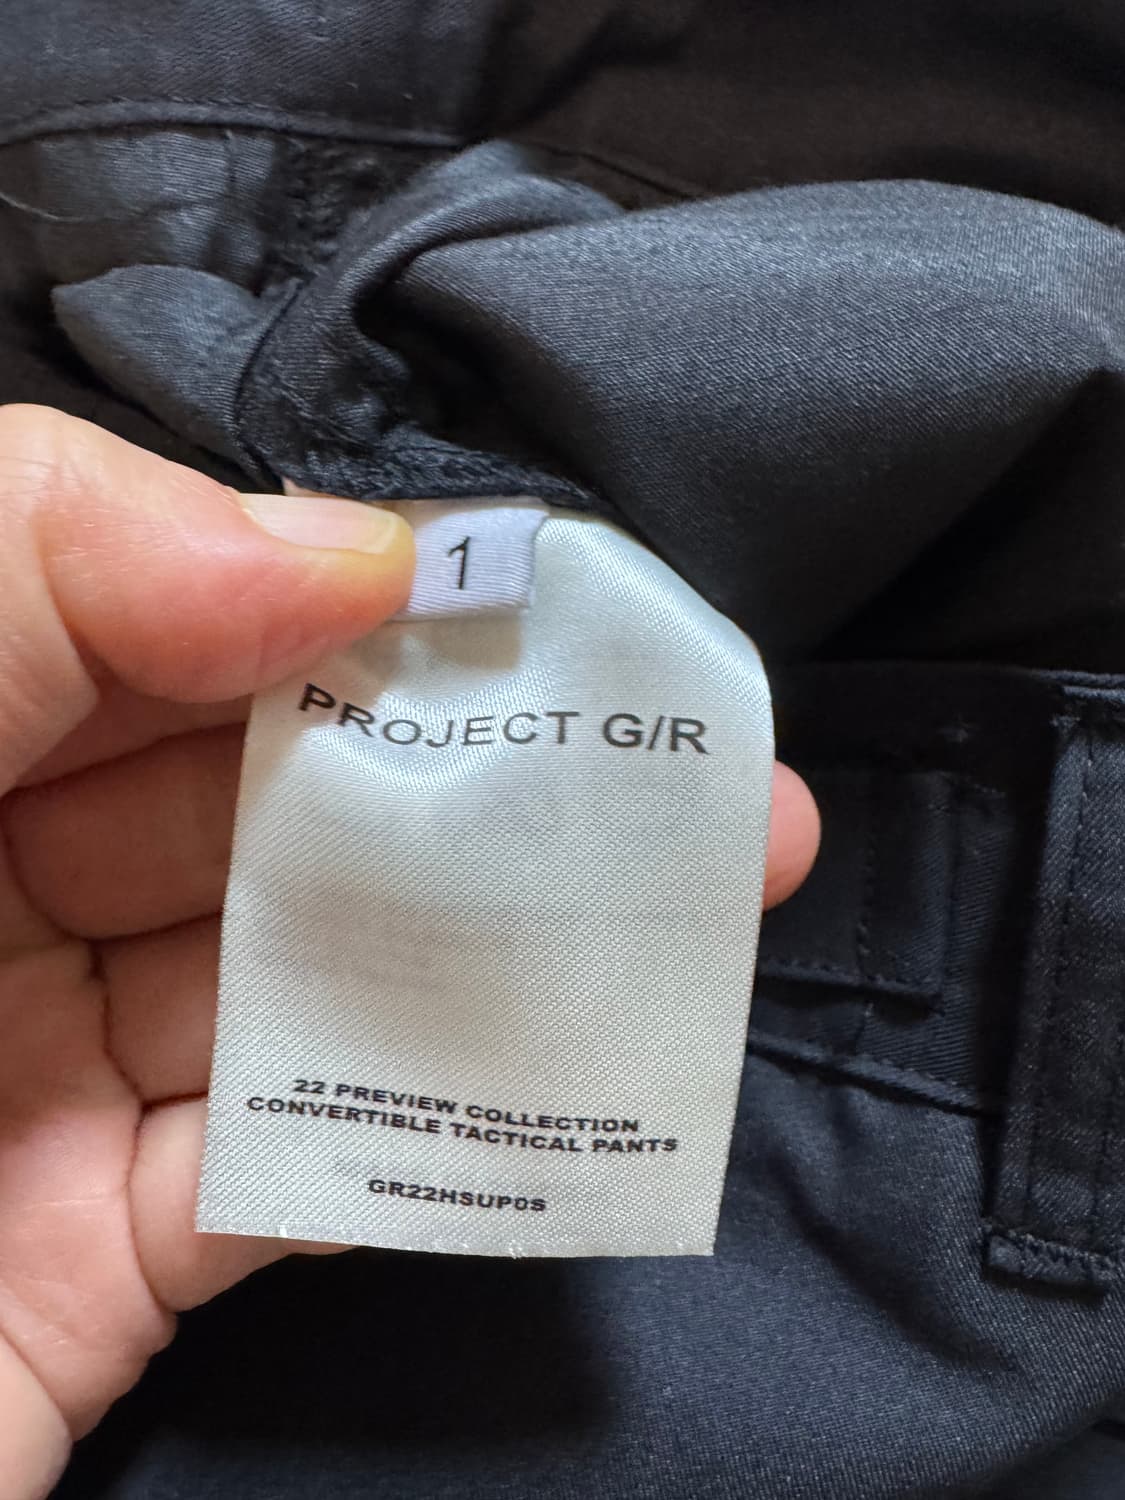 1
PROJECT G/R
22 PREVIEW COLLECTION
CONVERTIBLE TACTICAL PANTS
GR22HSUP0S